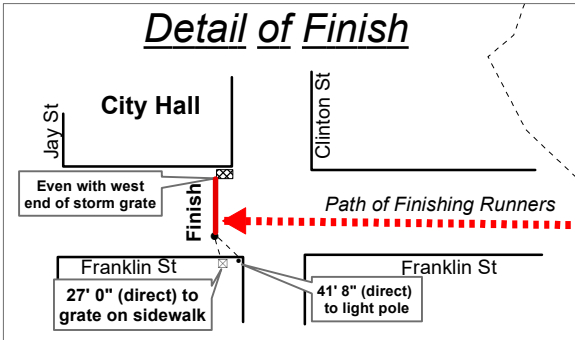 Detail of Finish
City Hall
Jay St
Clinton St
Even with west
end of storm grate
Finish
Path of Finishing Runners
Franklin St
Franklin St
27' 0" (direct) to
grate on sidewalk
41' 8" (direct)
to light pole